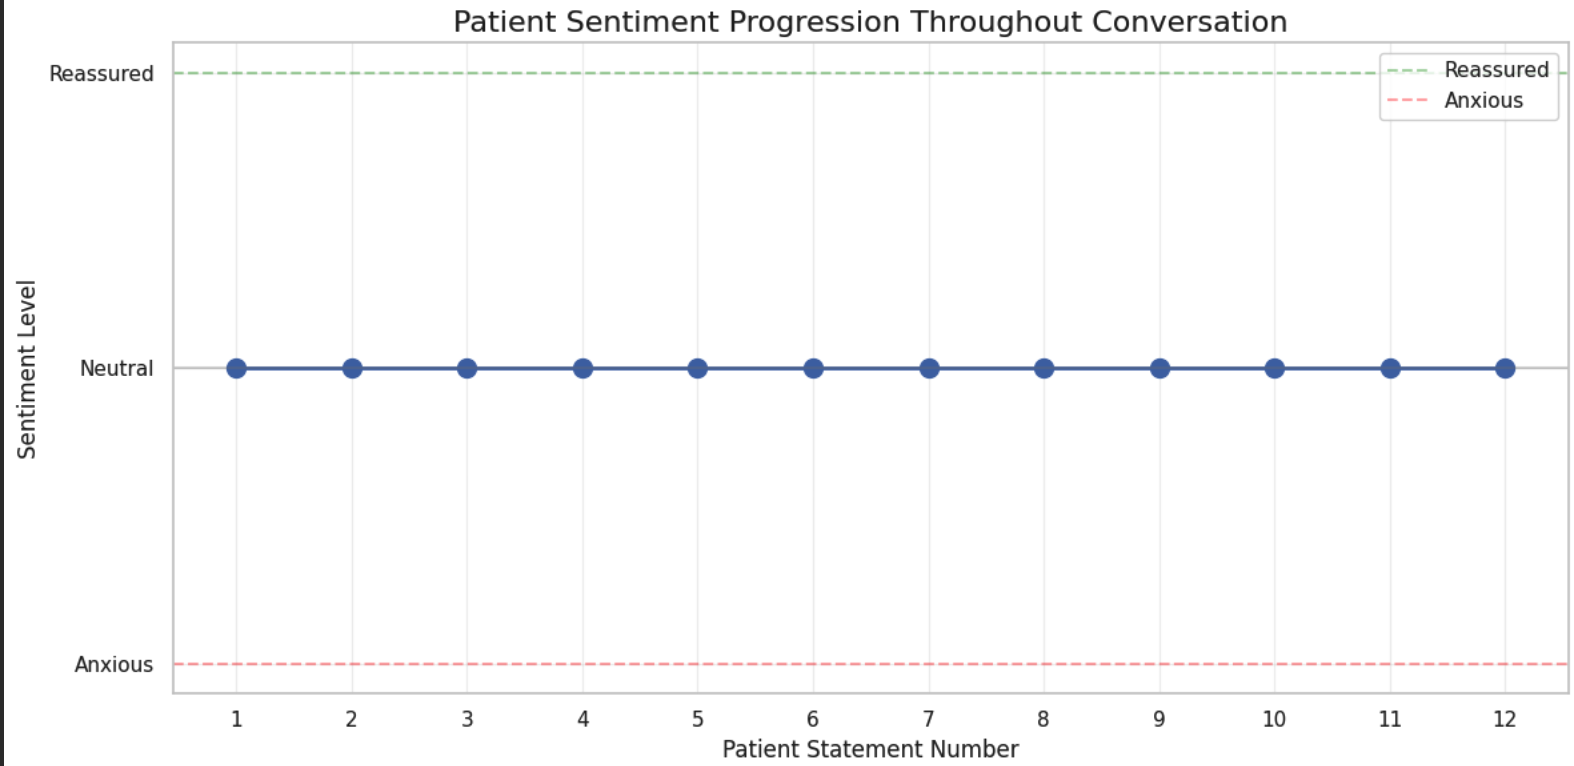 Patient Sentiment Progression Throughout Conversation
Reassured
Neutral
Anxious
Sentiment Level
Reassured
Anxious
1 2 3 4 5 6 7 8 9 10 11 12
Patient Statement Number